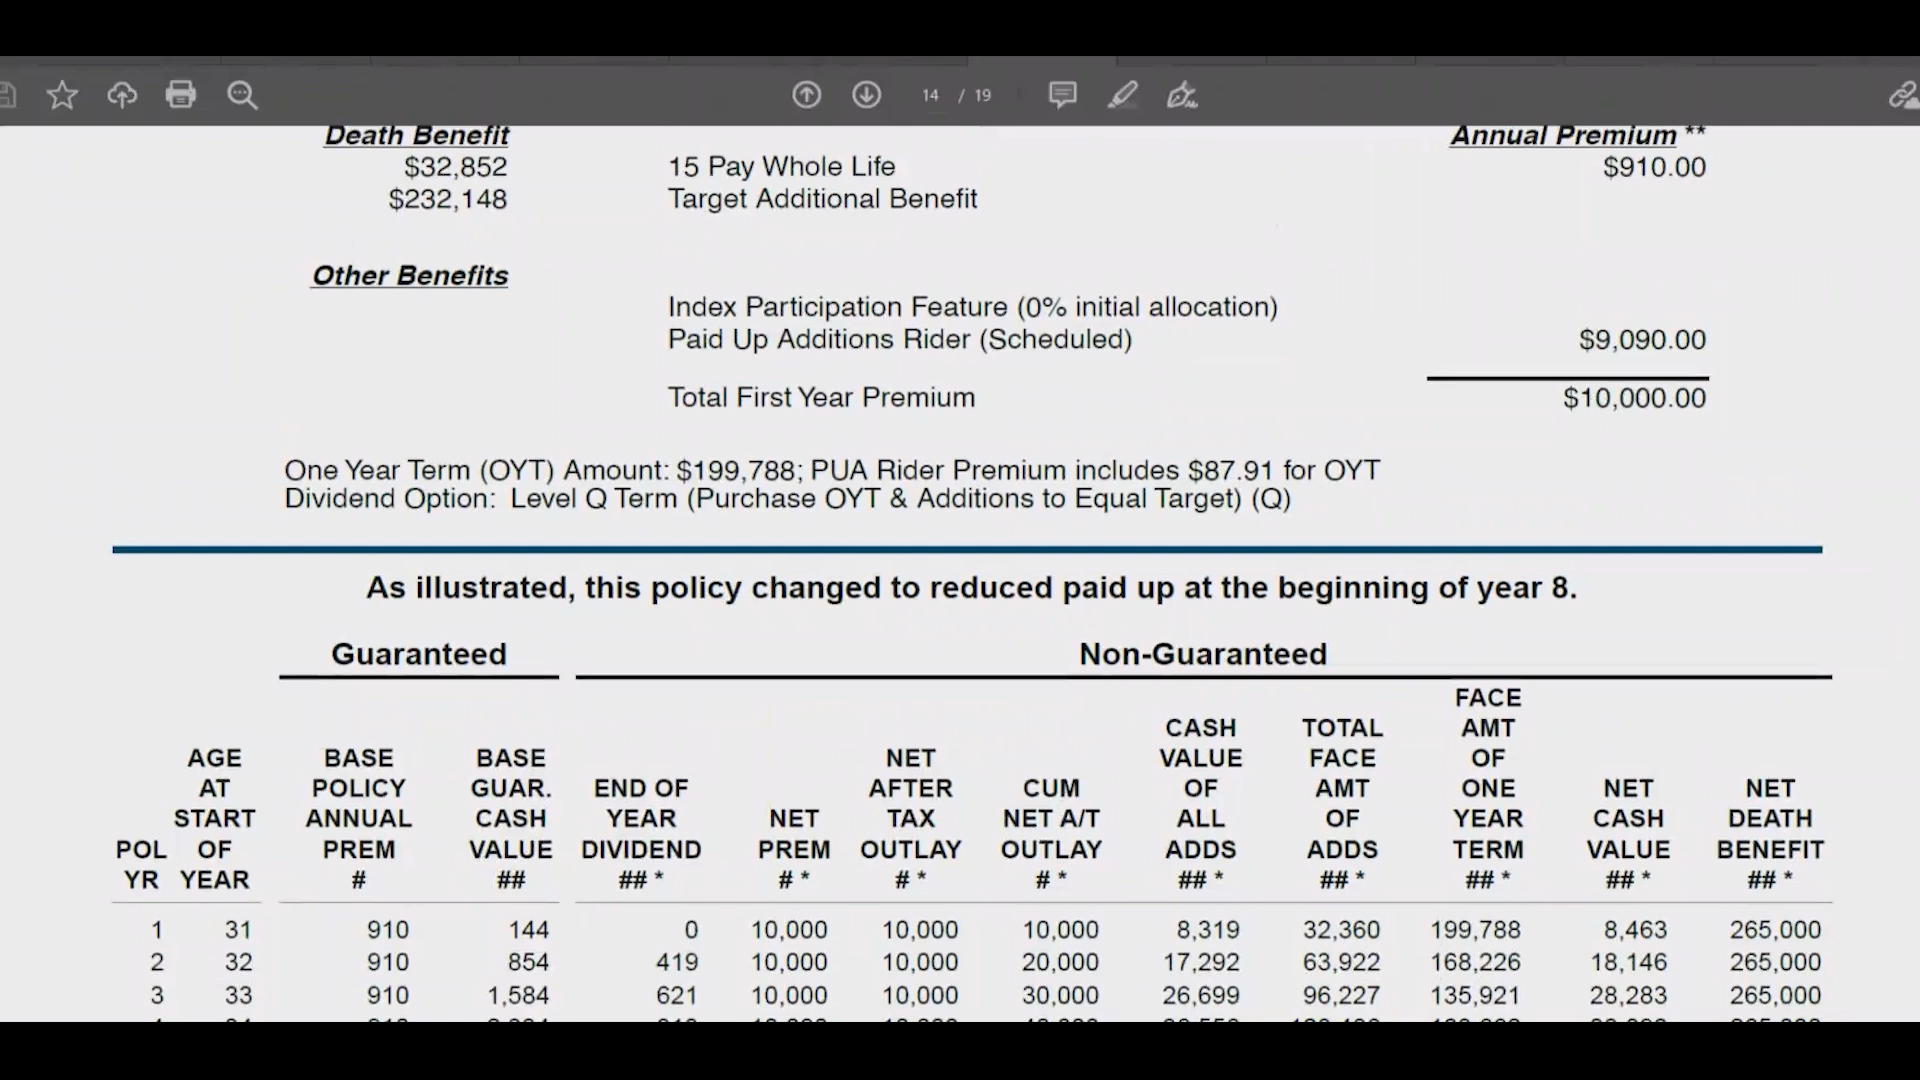 14 / 19
Death Benefit Annual Premium **
$32,852 15 Pay Whole Life $910.00
$232,148 Target Additional Benefit
Other Benefits
Index Participation Feature (0% initial allocation)
Paid Up Additions Rider (Scheduled) $9,090.00
Total First Year Premium $10,000.00
One Year Term (OYT) Amount: $199,788; PUA Rider Premium includes $87.91 for OYT
Dividend Option: Level Q Term (Purchase OYT & Additions to Equal Target) (Q)
As illustrated, this policy changed to reduced paid up at the beginning of year 8.
Guaranteed Non-Guaranteed
FACE
CASH TOTAL AMT
AGE BASE BASE NET VALUE FACE OF
AT POLICY GUAR. END OF AFTER CUM OF AMT ONE NET NET
START ANNUAL CASH YEAR NET TAX NET A/T ALL OF YEAR CASH DEATH
POL OF PREM VALUE DIVIDEND PREM OUTLAY OUTLAY ADDS ADDS TERM VALUE BENEFIT
YR YEAR # ## ## * # * # * # * ## * ## * ## * ## * ## *
1 31 910 144 0 10,000 10,000 10,000 8,319 32,360 199,788 8,463 265,000
2 32 910 854 419 10,000 10,000 20,000 17,292 63,922 168,226 18,146 265,000
3 33 910 1,584 621 10,000 10,000 30,000 26,699 96,227 135,921 28,283 265,000